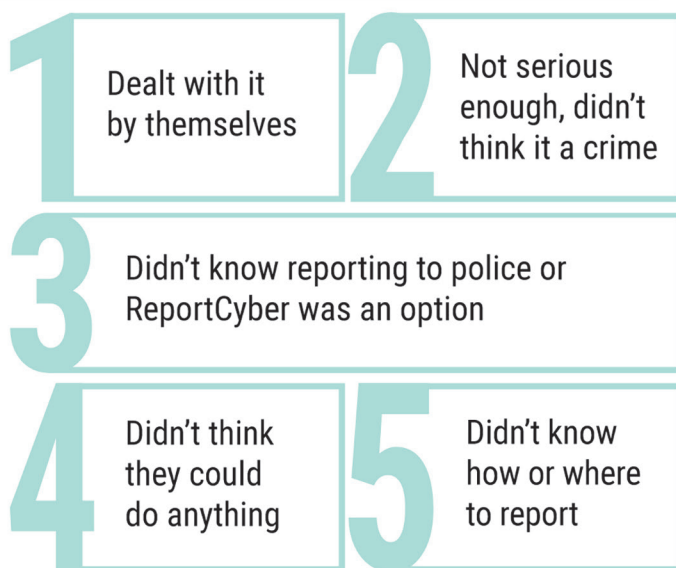 1
Dealt with it
by themselves
2
Not serious
enough, didn’t
think it a crime
3
Didn’t know reporting to police or
ReportCyber was an option
4
Didn’t think
they could
do anything
5
Didn’t know
how or where
to report